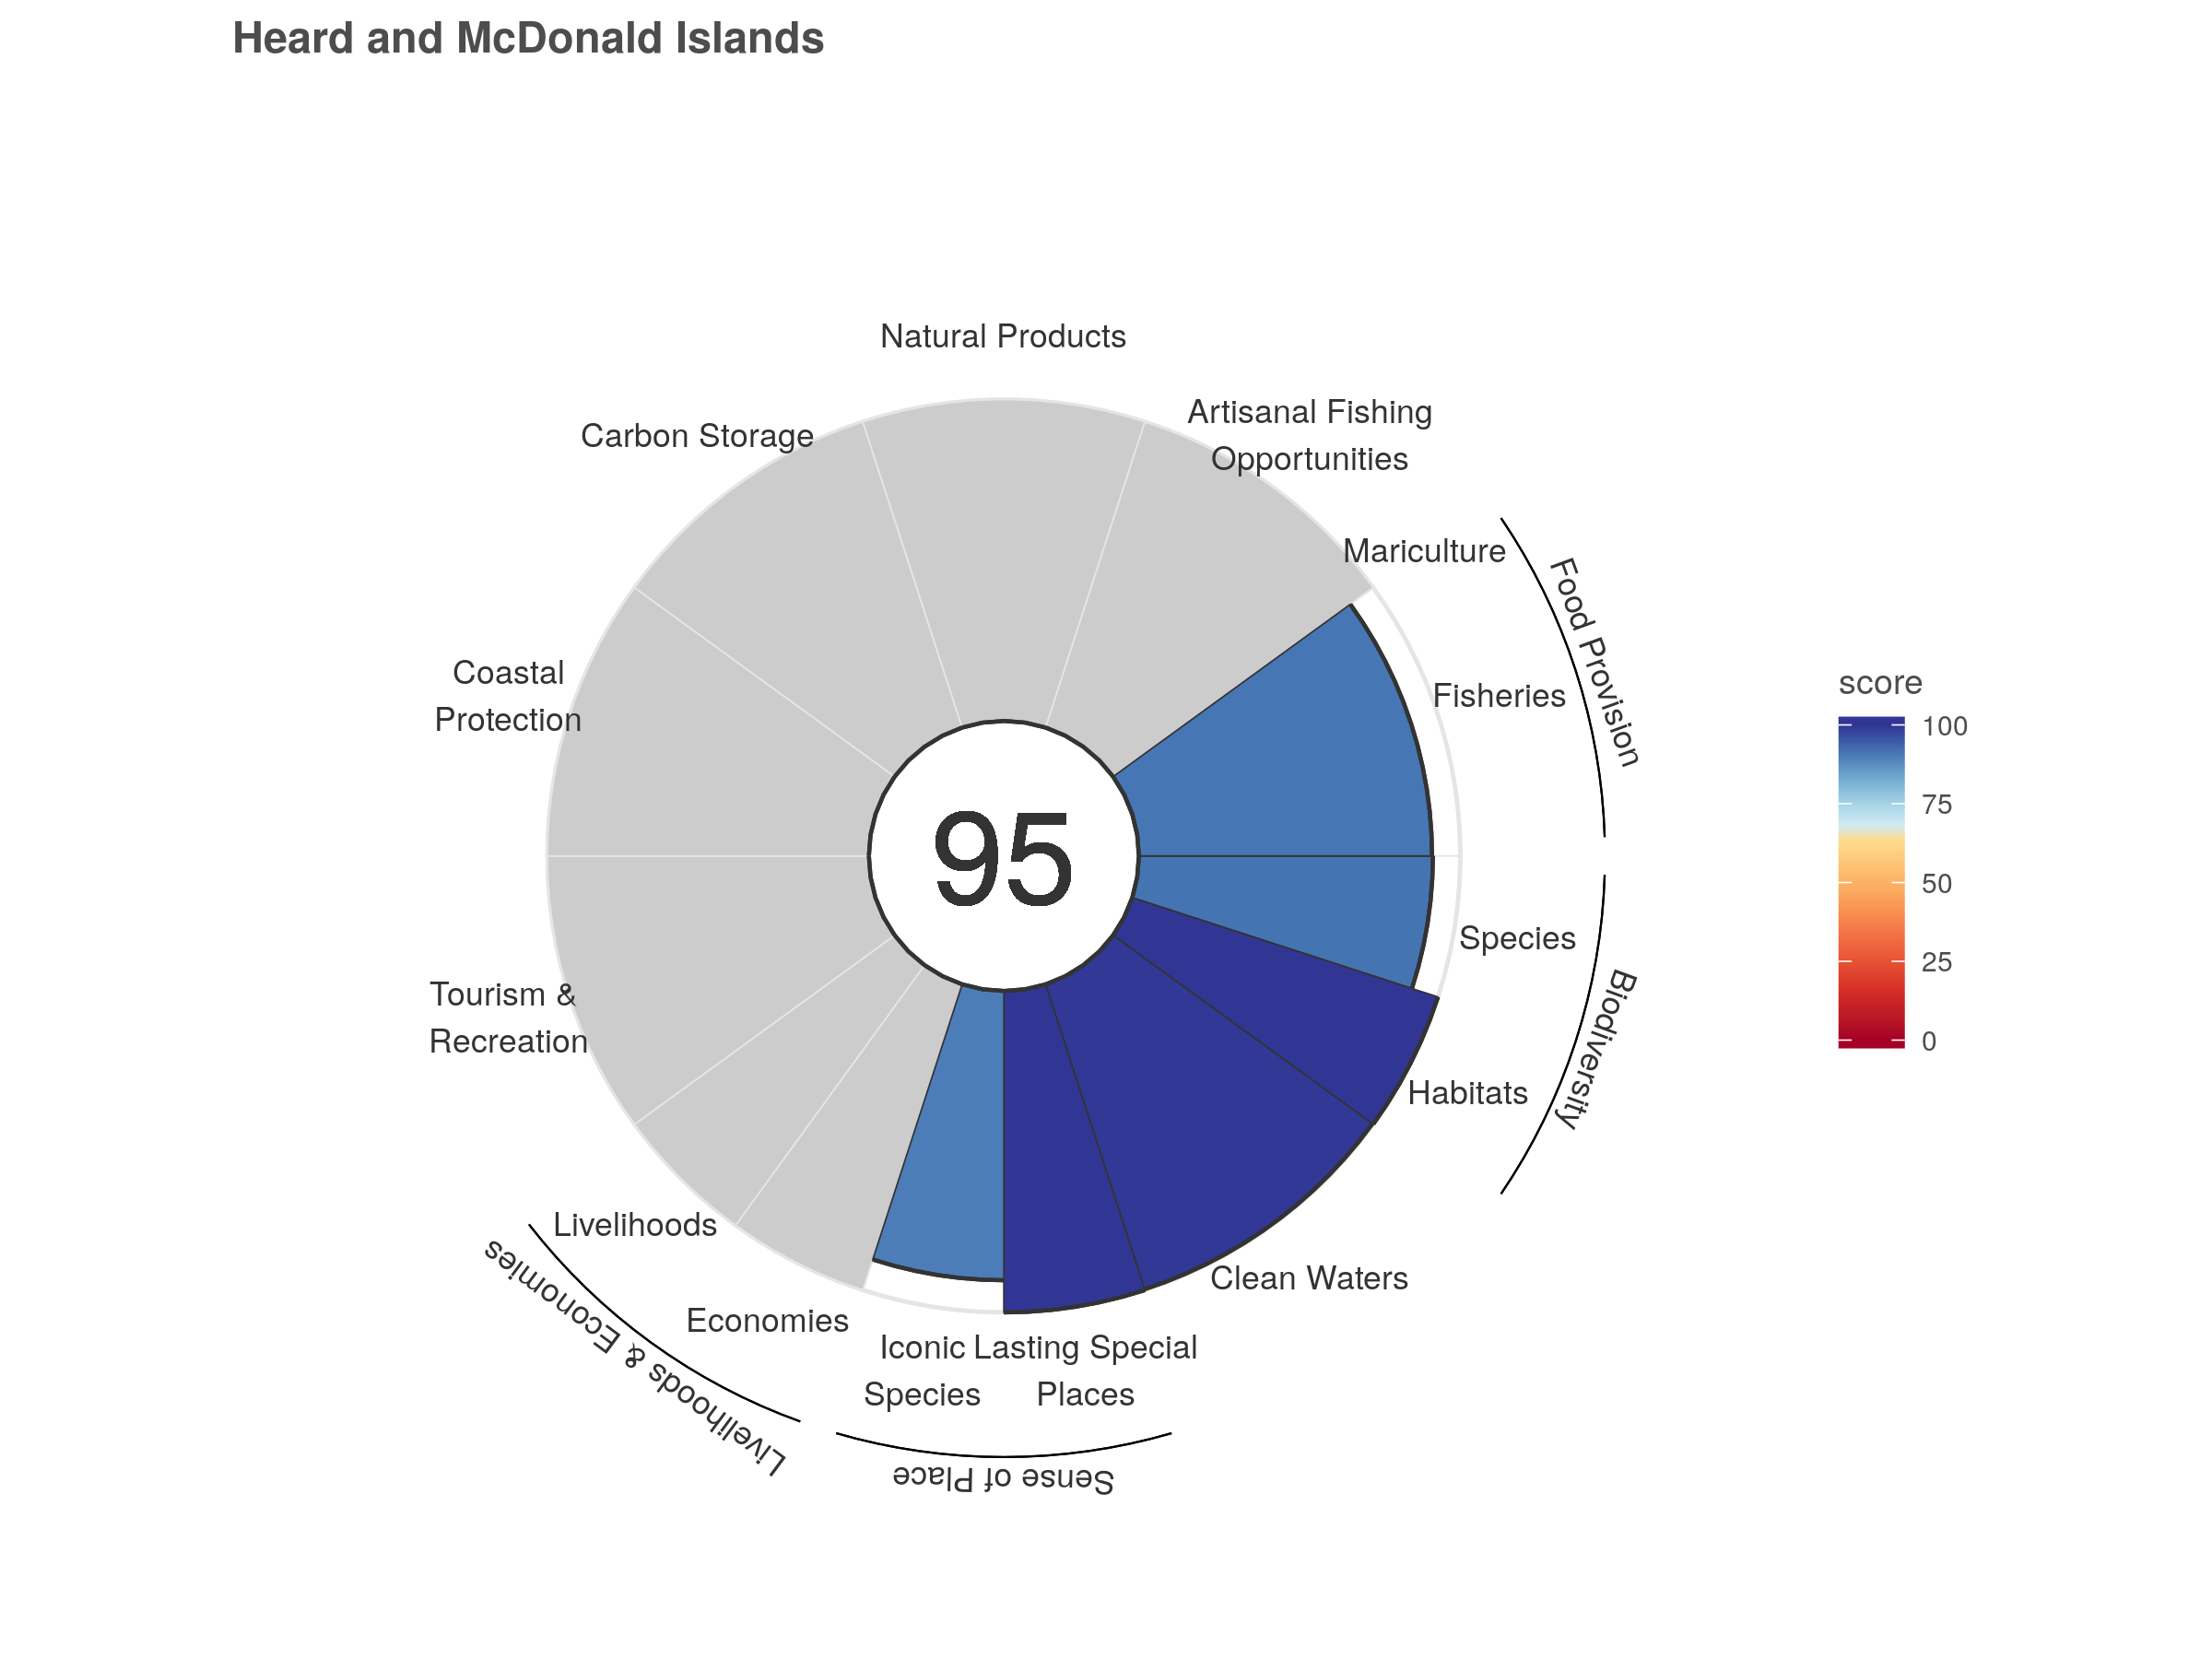 Heard and McDonald Islands
Natural Products
Artisanal Fishing
Opportunities
Carbon Storage
Mariculture
Food Provision
Fisheries
Coastal
Protection
score
100
75
50
25
0
95
Species
Biodiversity
Tourism &
Recreation
Habitats
Livelihoods
Clean Waters
Economies
Livelihoods & Economies
Iconic
Species
Lasting Special
Places
Sense of Place